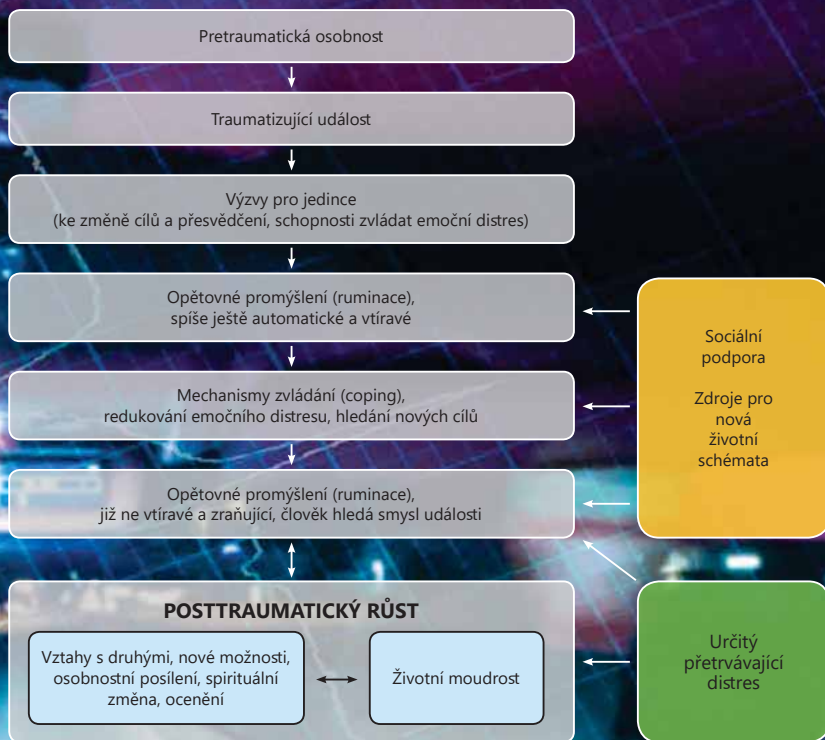 Pretraumatická osobnost
Traumatizující událost
Výzvy pro jedince
(ke změně cílů a přesvědčení, schopnosti zvládat emoční distres)
Opětovné promýšlení (ruminace),
spíše ještě automatické a vtíravé
Mechanismy zvládání (coping),
redukování emočního distresu, hledání nových cílů
Opětovné promýšlení (ruminace),
již ne vtíravé a zraňující, člověk hledá smysl události
Sociální
podpora
Zdroje pro
nová
životní
schémata
POSTTRAUMATICKÝ RŮST
Vztahy s druhými, nové možnosti,
osobnostní posílení, spirituální
změna, ocenění
Životní moudrost
Určitý
přetrvávající
distres